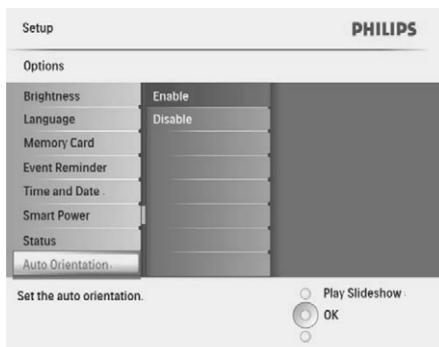 Setup
PHILIPS
Options
Brightness
Enable
Language
Disable
Memory Card
Event Reminder
Time and Date
Smart Power
Status
Auto Orientation
Set the auto orientation.
Play Slideshow
OK